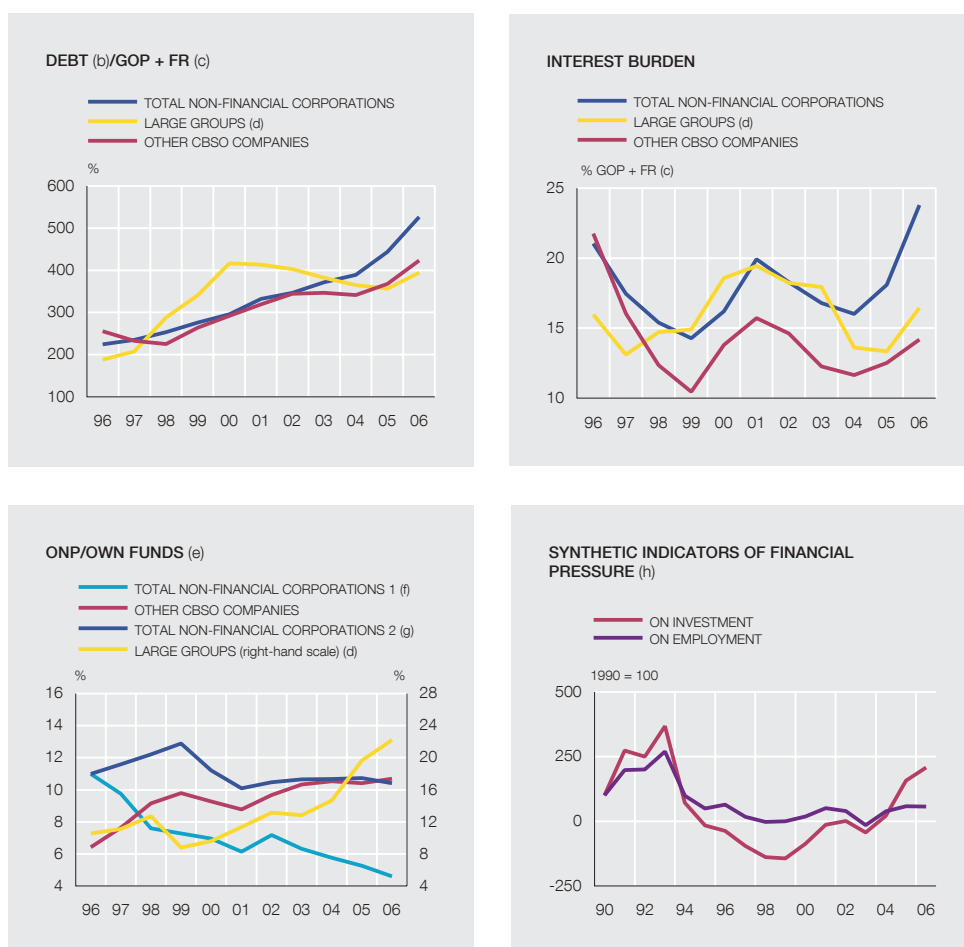 DEBT (b)/GOP + FR (c)
TOTAL NON-FINANCIAL CORPORATIONS
LARGE GROUPS (d)
OTHER CBSO COMPANIES
%
600
500
400
300
200
100
96 97 98 99 00 01 02 03 04 05 06
INTEREST BURDEN
TOTAL NON-FINANCIAL CORPORATIONS
LARGE GROUPS (d)
OTHER CBSO COMPANIES
% GOP + FR (c)
25
20
15
10
96 97 98 99 00 01 02 03 04 05 06
ONP/OWN FUNDS (e)
TOTAL NON-FINANCIAL CORPORATIONS 1 (f)
OTHER CBSO COMPANIES
TOTAL NON-FINANCIAL CORPORATIONS 2 (g)
LARGE GROUPS (right-hand scale) (d)
% %
16 28
14 24
12 20
10 16
8 12
6 8
4 4
96 97 98 99 00 01 02 03 04 05 06
SYNTHETIC INDICATORS OF FINANCIAL
PRESSURE (h)
ON INVESTMENT
ON EMPLOYMENT
1990 = 100
500
250
0
-250
90 92 94 96 98 00 02 04 06